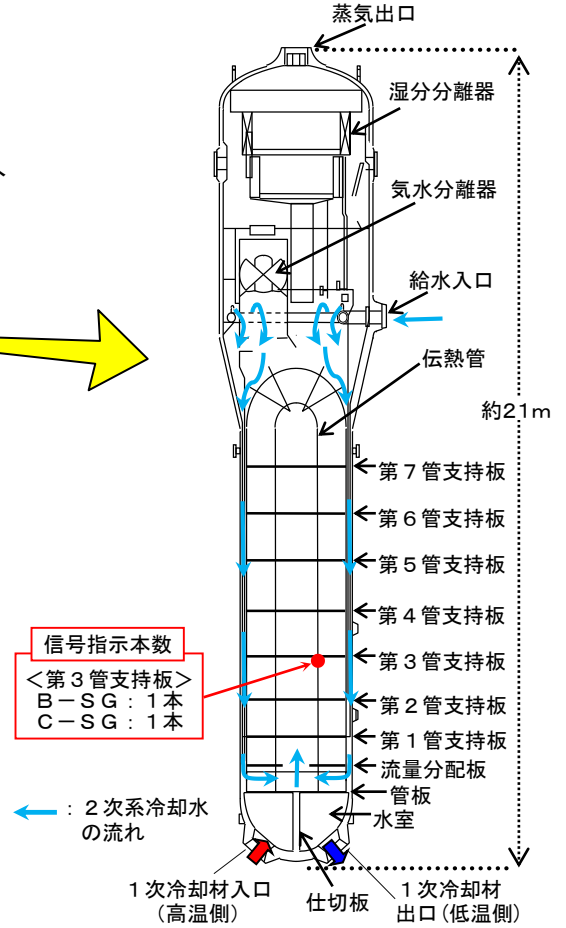 蒸気出口
湿分分離器
気水分離器
給水入口
伝熱管
約21m
第7管支持板
第6管支持板
第5管支持板
第4管支持板
信号指示本数
<第3管支持板>
B-SG:1本
C-SG:1本
第3管支持板
第2管支持板
第1管支持板
流量分配板
管板
水室
:2次系冷却水
の流れ
1次冷却材入口
(高温側)
仕切板
1次冷却材
出口(低温側)